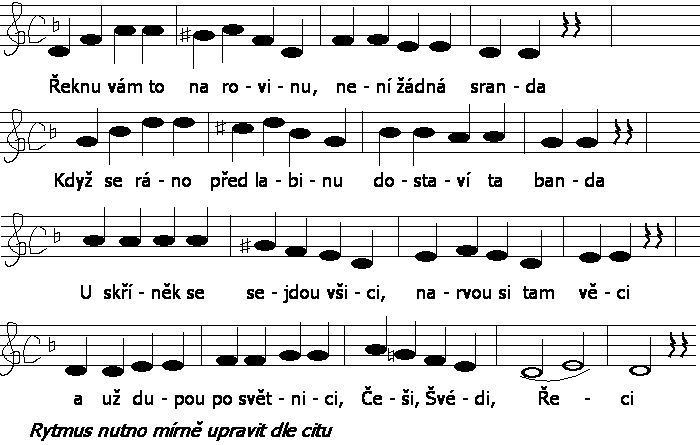 Řeknu vám to na ro - vi - nu, ne - ní žádná sran - da
Když se rá - no před la - bi - nu do - sta - ví ta ban - da
U skří - něk se se - jdou vši - ci, na - rvou si tam vě - ci
a už du - pou po svět - ni - ci, Če - ši, Švé - di, Ře - ci
Rytmus nutno mírně upravit dle citu